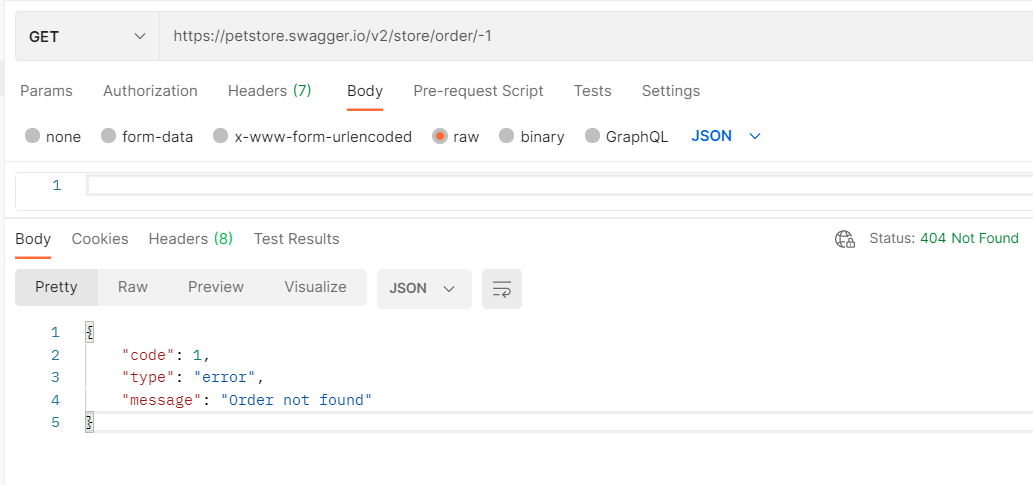 GET https://petstore.swagger.io/v2/store/order/-1
Params Authorization Headers (7) Body Pre-request Script Tests Settings
none form-data x-www-form-urlencoded raw binary GraphQL JSON
1
Body Cookies Headers (8) Test Results Status: 404 Not Found
Pretty Raw Preview Visualize JSON
1 {
2 "code": 1,
3 "type": "error",
4 "message": "Order not found"
5 }